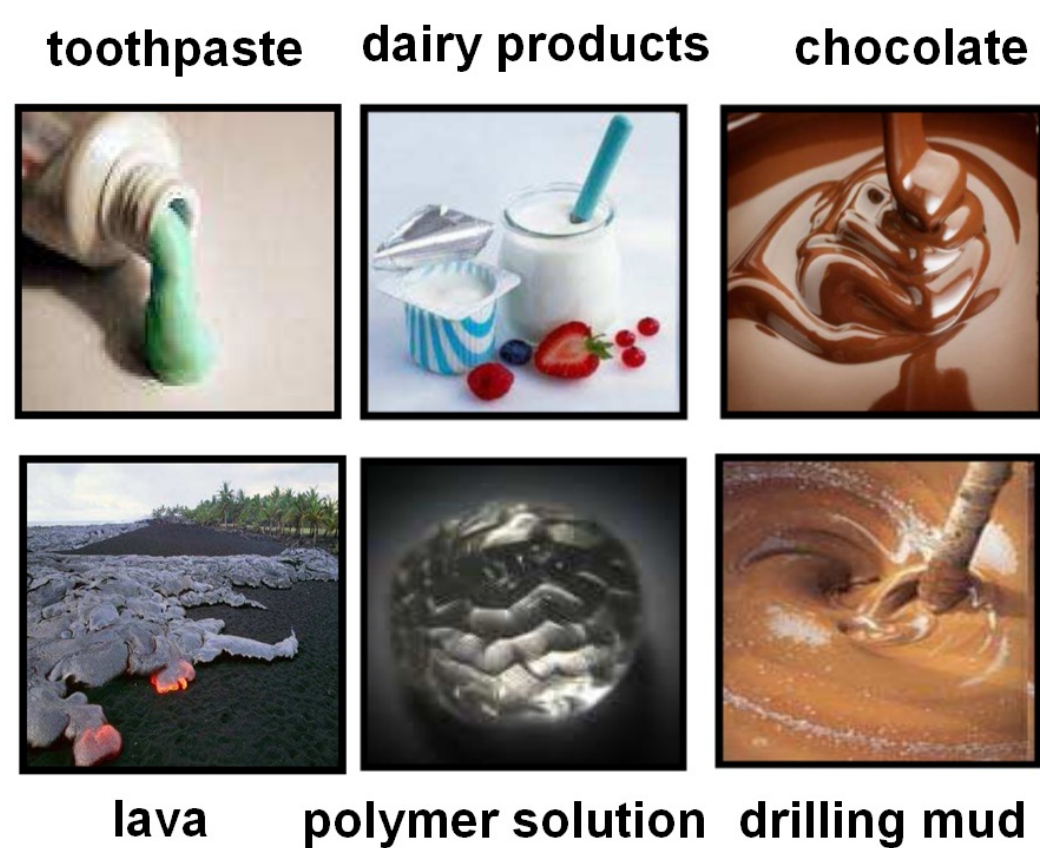 toothpaste
dairy products
chocolate
lava
polymer solution
drilling mud